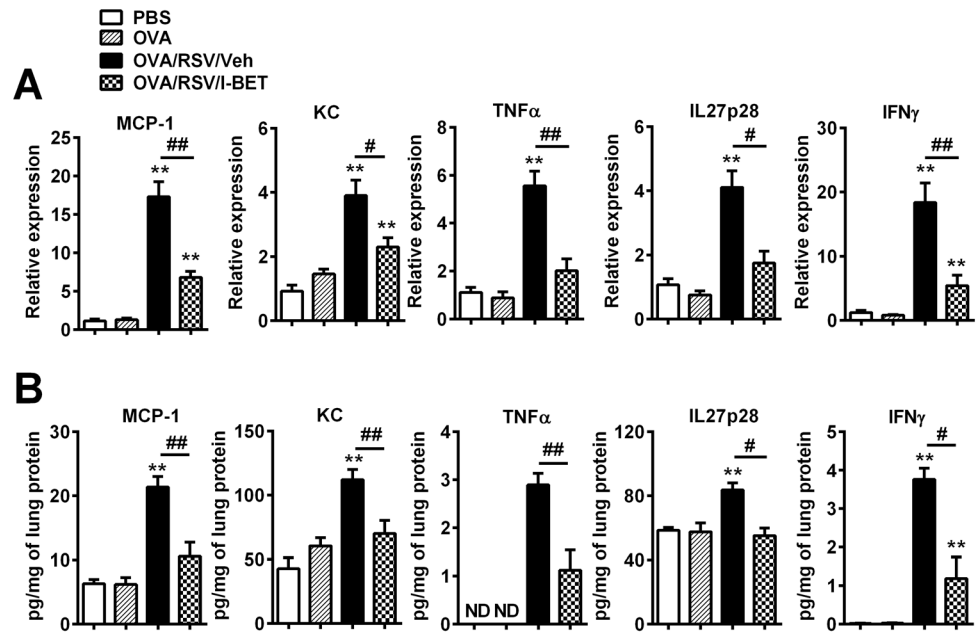 PBS
OVA
OVA/RSV/Veh
OVA/RSV/I-BET
A
MCP-1
Relative expression
25
20
15
10
5
0
**
##
**
KC
Relative expression
6
4
2
0
**
#
**
TNFα
Relative expression
8
6
4
2
0
**
##
IL27p28
Relative expression
6
4
2
0
**
#
IFNγ
Relative expression
30
20
10
0
**
##
**
B
MCP-1
pg/mg of lung protein
30
20
10
0
**
##
KC
pg/mg of lung protein
150
100
50
0
**
##
TNFα
pg/mg of lung protein
4
3
2
1
0
ND ND
##
IL27p28
pg/mg of lung protein
120
80
40
0
**
#
IFNγ
pg/mg of lung protein
5
4
3
2
1
0
**
#
**